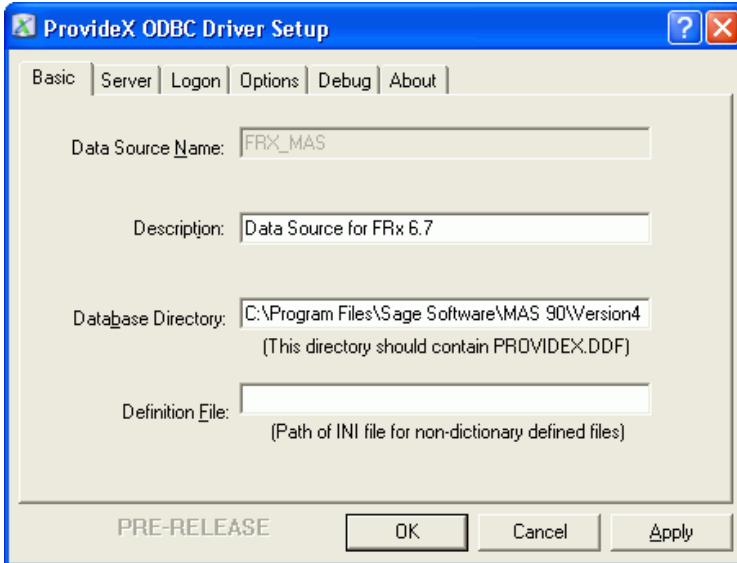 ProvideX ODBC Driver Setup
Basic Server Logon Options Debug About
Data Source Name: FRX_MAS
Description: Data Source for FRx 6.7
Database Directory: C:\Program Files\Sage Software\MAS 90\Version4
(This directory should contain PROVIDEX.DDF)
Definition File:
(Path of INI file for non-dictionary defined files)
PRE-RELEASE OK Cancel Apply